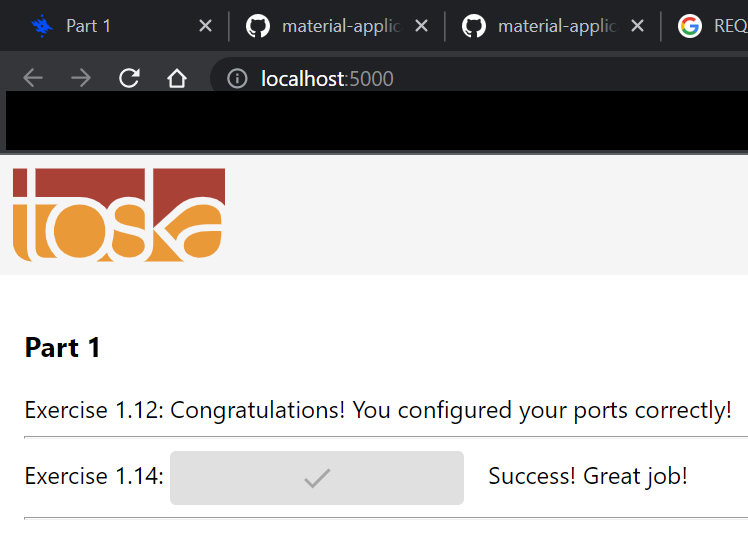 Part 1
material-applic
material-applic
REQ
localhost:5000
toska
Part 1
Exercise 1.12: Congratulations! You configured your ports correctly!
Exercise 1.14: Success! Great job!